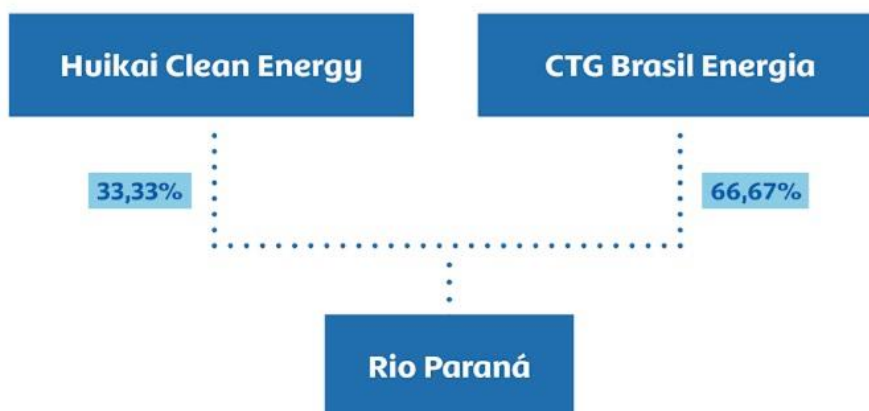 Huikai Clean Energy
CTG Brasil Energia
33,33%
66,67%
Rio Paraná